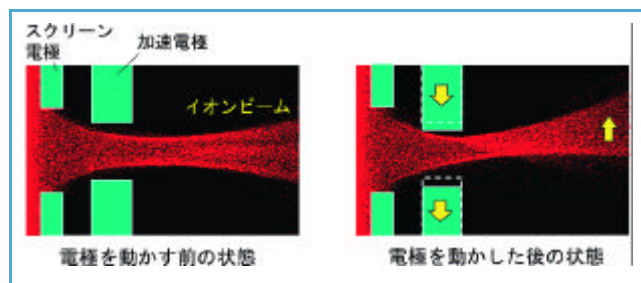 スクリーン
電極
加速電極
イオンビーム
電極を動かす前の状態
電極を動かした後の状態